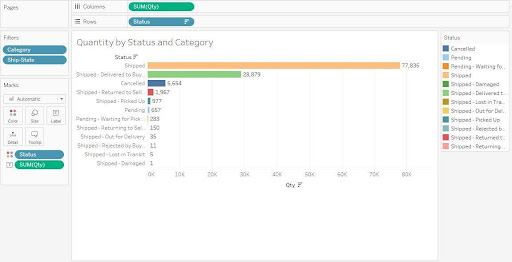 Pages
Columns
SUM(Qty)
Rows
Status
Filters
Category
Ship-State
Marks
Automatic
Color
Size
Label
Detail
Tooltip
Status
SUM(Qty)
Quantity by Status and Category
Status
Shipped 77,835
Shipped - Delivered to Buy... 28,879
Cancelled 5,664
Shipped - Returned to Sell... 1,967
Shipped - Picked Up 977
Pending 657
Pending - Waiting for Pick... 283
Shipped - Returning to Sel... 150
Shipped - Out for Delivery 35
Shipped - Rejected by Buy... 11
Shipped - Lost in Transit 5
Shipped - Damaged 1
0K 10K 20K 30K 40K 50K 60K 70K 80K
Qty
Status
Cancelled
Pending
Pending - Waiting fo..
Shipped
Shipped - Damaged
Shipped - Delivered t..
Shipped - Lost in Tra..
Shipped - Out for Del..
Shipped - Picked Up
Shipped - Rejected b..
Shipped - Returned t..
Shipped - Returning..